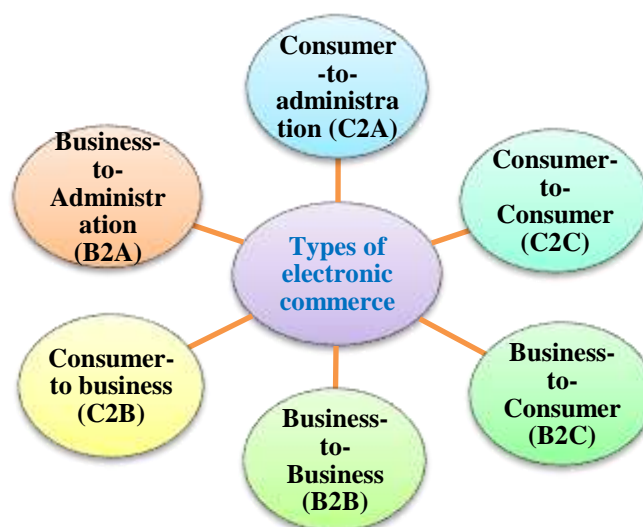 Consumer
-to-
administra
tion (C2A)
Business-
to-
Administr
ation
(B2A)
Consumer-
to-
Consumer
(C2C)
Types of
electronic
commerce
Consumer-
to business
(C2B)
Business-
to-
Consumer
(B2C)
Business-
to-
Business
(B2B)